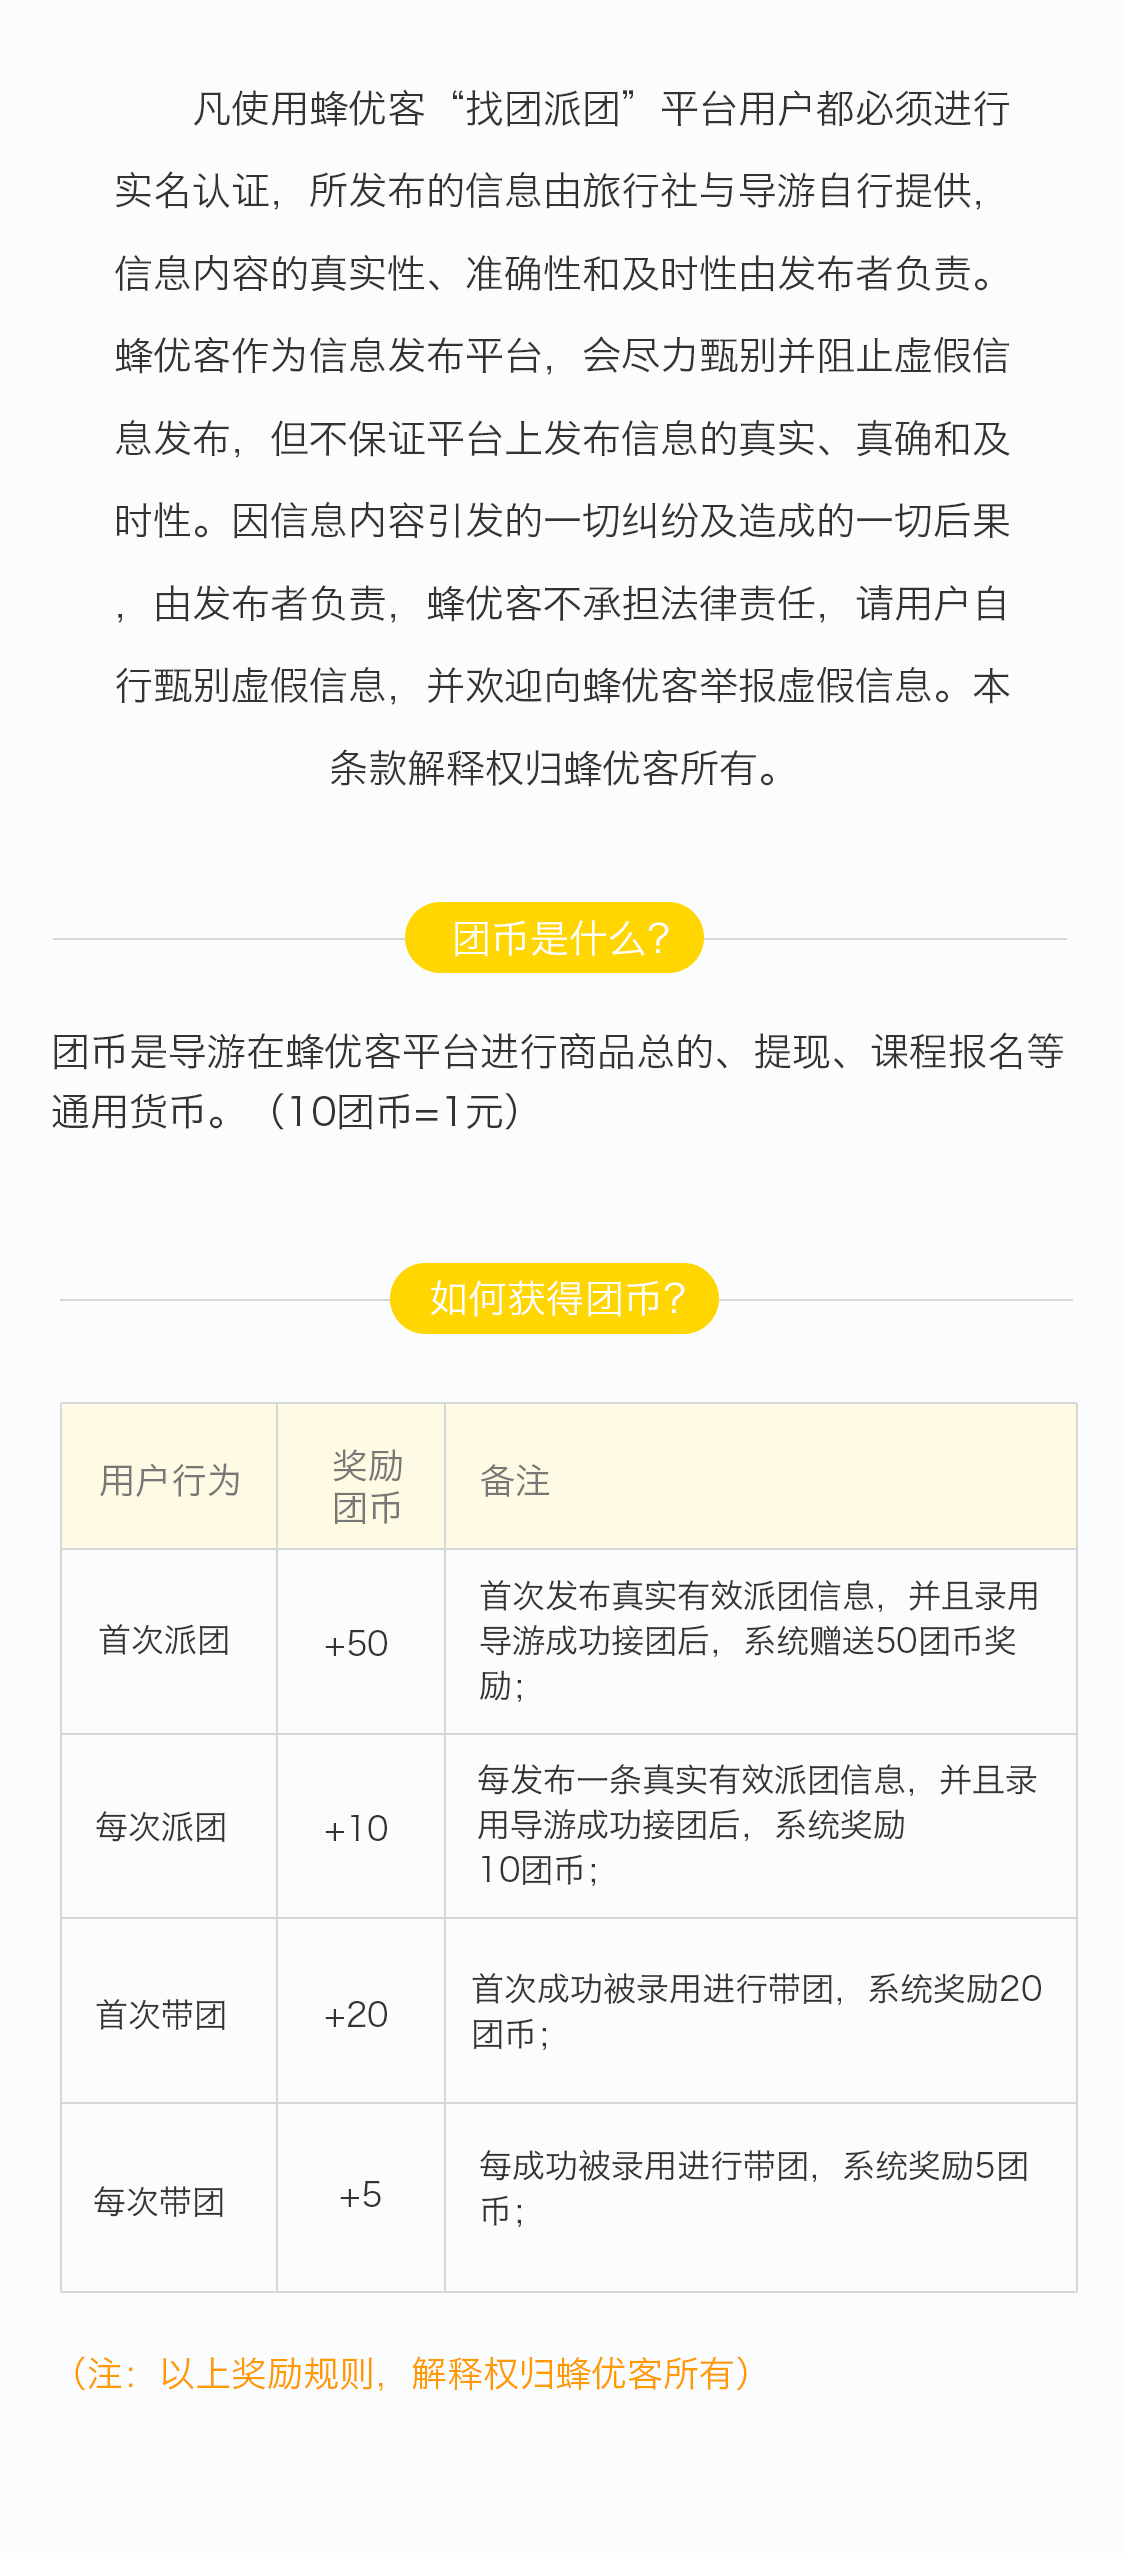 凡使用蜂优客“找团派团”平台用户都必须进行
实名认证，所发布的信息由旅行社与导游自行提供，
信息内容的真实性、准确性和及时性由发布者负责。
蜂优客作为信息发布平台，会尽力甄别并阻止虚假信
息发布，但不保证平台上发布信息的真实、真确和及
时性。因信息内容引发的一切纠纷及造成的一切后果
，由发布者负责，蜂优客不承担法律责任，请用户自
行甄别虚假信息，并欢迎向蜂优客举报虚假信息。本
条款解释权归蜂优客所有。
团币是什么？
团币是导游在蜂优客平台进行商品总的、提现、课程报名等
通用货币。（10团币=1元）
如何获得团币？
用户行为
奖励
团币
备注
首次派团
+50
首次发布真实有效派团信息，并且录用
导游成功接团后，系统赠送50团币奖
励；
每次派团
+10
每发布一条真实有效派团信息，并且录
用导游成功接团后，系统奖励
10团币；
首次带团
+20
首次成功被录用进行带团，系统奖励20
团币；
每次带团
+5
每成功被录用进行带团，系统奖励5团
币；
（注：以上奖励规则，解释权归蜂优客所有）